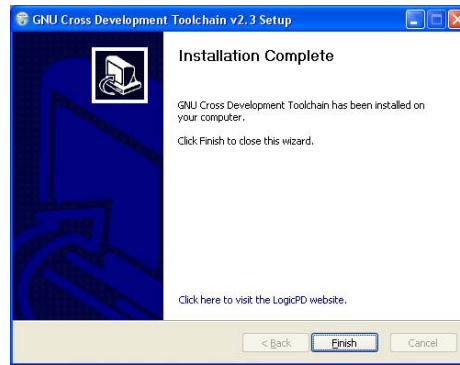 GNU Cross Development Toolchain v2.3 Setup
Installation Complete
GNU Cross Development Toolchain has been installed on
your computer.
Click Finish to close this wizard.
Click here to visit the LogicPD website.
< Back Finish Cancel